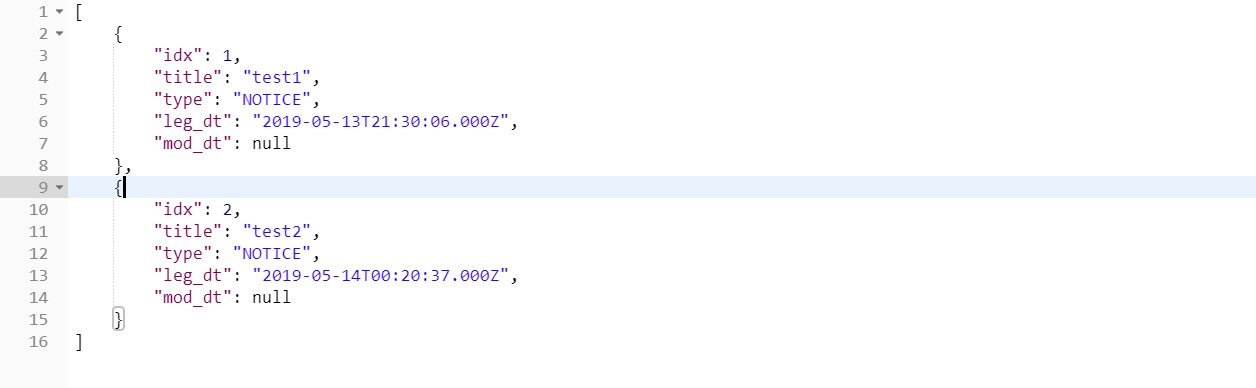 1 [
2     {
3         "idx": 1,
4         "title": "test1",
5         "type": "NOTICE",
6         "leg_dt": "2019-05-13T21:30:06.000Z",
7         "mod_dt": null
8     },
9     {
10         "idx": 2,
11         "title": "test2",
12         "type": "NOTICE",
13         "leg_dt": "2019-05-14T00:20:37.000Z",
14         "mod_dt": null
15     }
16 ]